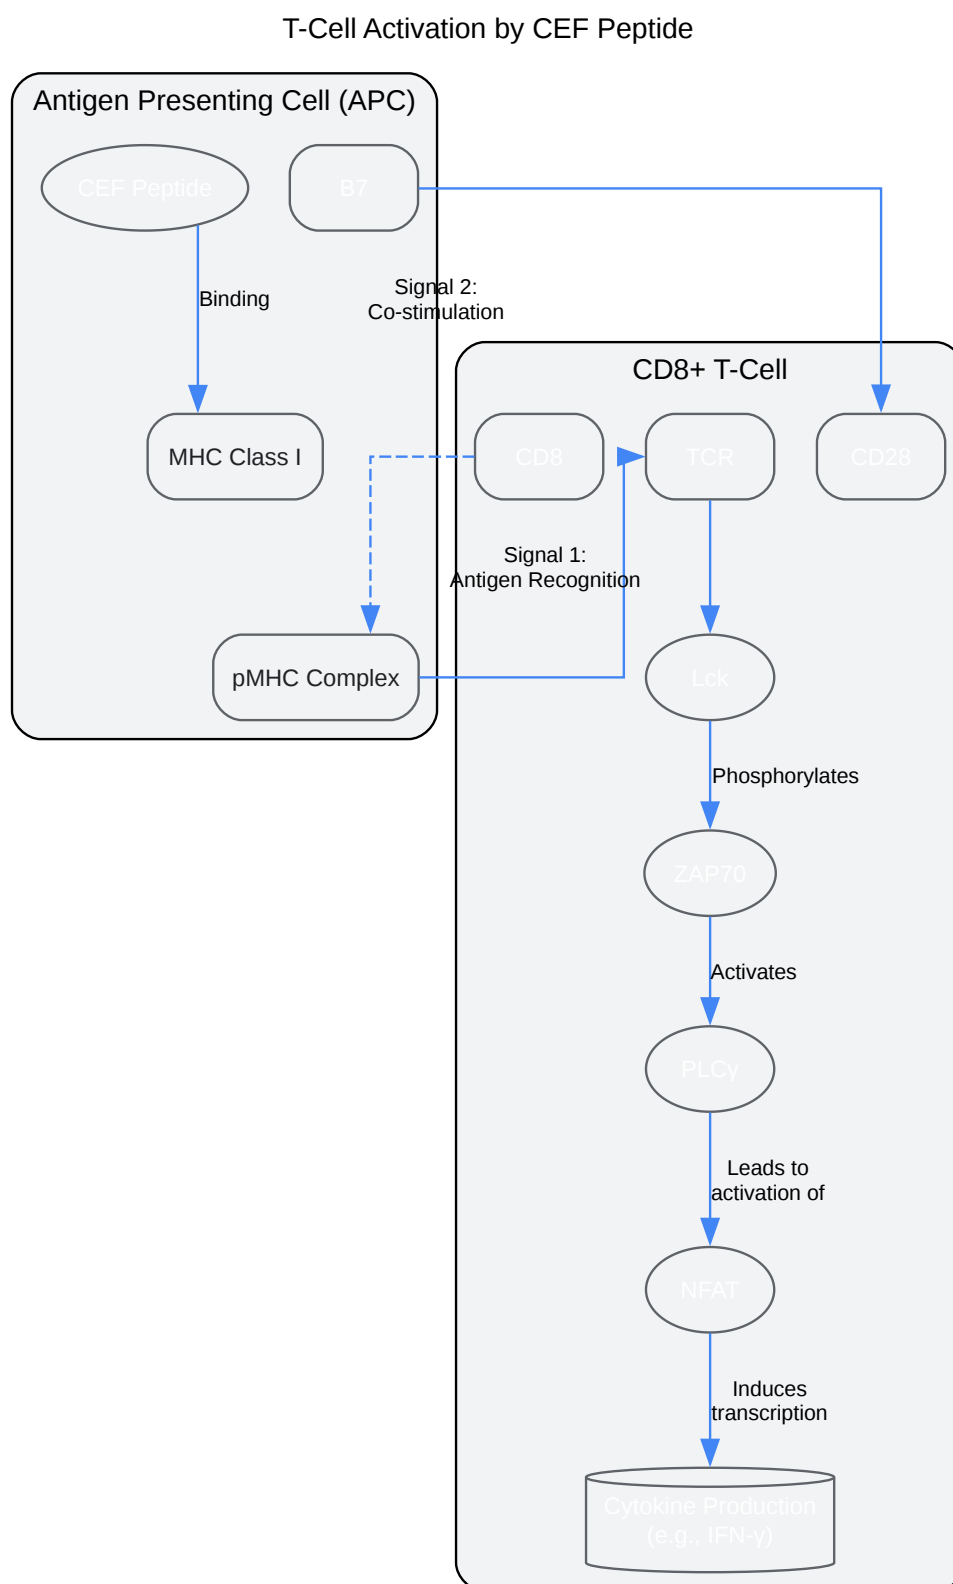 T-Cell Activation by CEF Peptide
Antigen Presenting Cell (APC)
CEF Peptide
B7
Binding
Signal 2:
Co-stimulation
MHC Class I
CD8+ T-Cell
CD8
TCR
CD28
Signal 1:
Antigen Recognition
pMHC Complex
Lck
Phosphorylates
ZAP70
Activates
PLCγ
Leads to
activation of
NFAT
Induces
transcription
Cytokine Production
(e.g., IFN-γ)